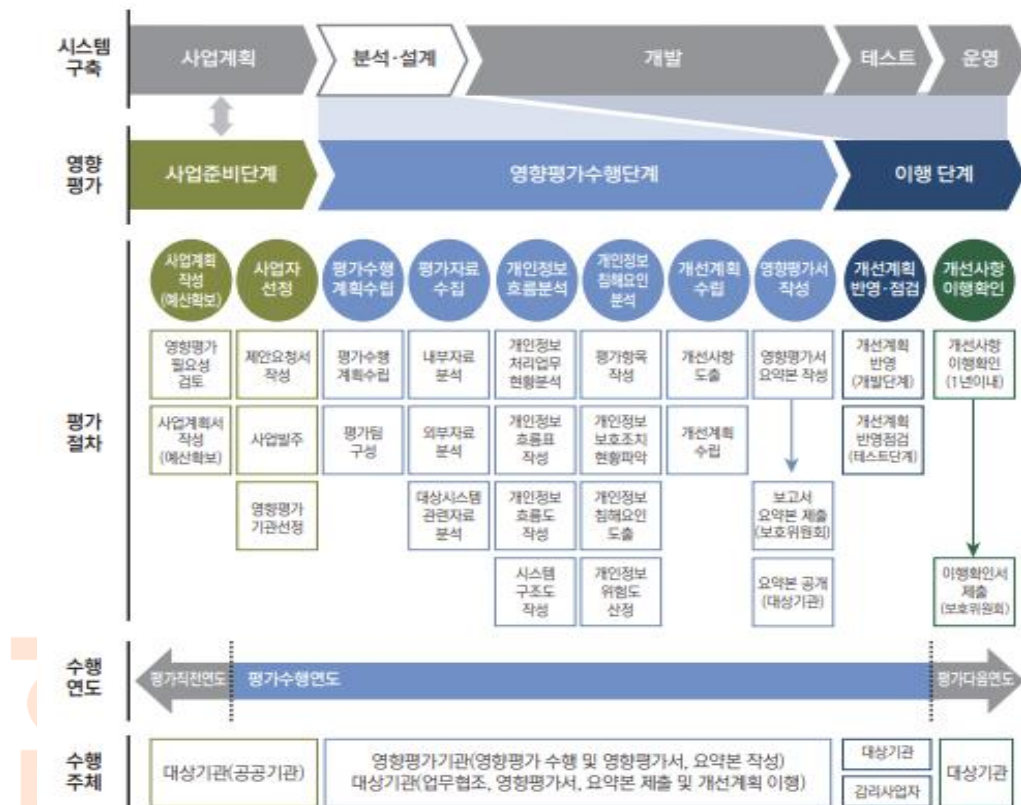 시스템
구축
사업계획
분석·설계
개발
테스트
운영
영향
평가
사업준비단계
영향평가수행단계
이행 단계
평가
절차
사업계획
작성
(예산확보)
사업자
선정
평가수행
계획수립
평가자료
수집
개인정보
흐름분석
개인정보
침해요인
분석
개선계획
수립
영향평가서
작성
개선계획
반영·점검
개선사항
이행확인
영향평가
필요성
검토
제안요청서
작성
평가수행
계획수립
내부자료
분석
개인정보
처리업무
현황분석
평가항목
작성
개선사항
도출
영향평가서
요약본 작성
개선계획
반영
(개발단계)
개선사항
이행확인
(1년이내)
사업계획서
작성
(예산확보)
사업발주
평가팀
구성
외부자료
분석
개인정보
흐름표
작성
개인정보
보호조치
현황파악
개선계획
수립
개선계획
반영점검
(테스트단계)
영향평가
기관선정
대상시스템
관련자료
분석
개인정보
흐름도
작성
개인정보
침해요인
도출
보고서
요약본 제출
(보호위원회)
시스템
구조도
작성
개인정보
위험도
산정
요약본 공개
(대상기관)
이행확인서
제출
(보호위원회)
수행
연도
평가직전연도
평가수행연도
평가다음연도
수행
주체
대상기관(공공기관)
영향평가기관(영향평가 수행 및 영향평가서, 요약본 작성)
대상기관(업무협조, 영향평가서, 요약본 제출 및 개선계획 이행)
대상기관
감리사업자
대상기관